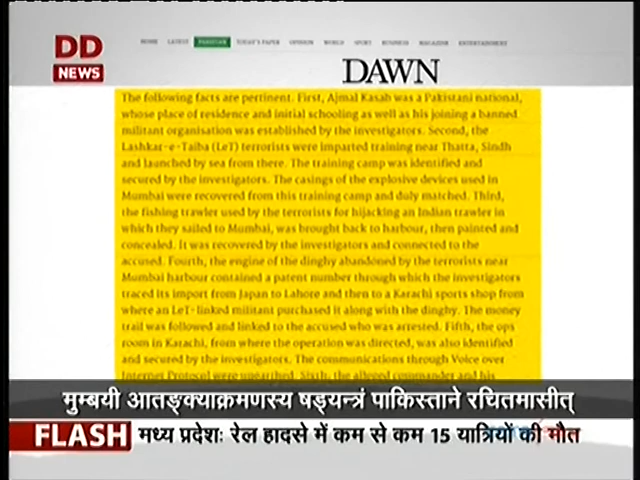 DD
NEWS
HOME LATEST PAKISTAN TODAY'S PAPER OPINION WORLD SPORT BUSINESS MAGAZINE ENTERTAINMENT
DAWN
The following facts are pertinent. First, Ajmal Kasab was a Pakistani national,
whose place of residence and initial schooling as well as his joining a banned
militant organisation was established by the investigators. Second, the
Lashkar-e-Taiba (LeT) terrorists were imparted training near Thatta, Sindh
and launched by sea from there. The training camp was identified and
secured by the investigators. The casings of the explosive devices used in
Mumbai were recovered from this training camp and duly matched. Third,
the fishing trawler used by the terrorists for hijacking an Indian trawler in
which they sailed to Mumbai, was brought back to harbour, then painted and
concealed. It was recovered by the investigators and connected to the
accused. Fourth, the engine of the dinghy abandoned by the terrorists near
Mumbai harbour contained a patent number through which the investigators
traced its import from Japan to Lahore and then to a Karachi sports shop from
where an LeT-linked militant purchased it along with the dinghy. The money
trail was followed and linked to the accused who was arrested. Fifth, the ops
room in Karachi, from where the operation was directed, was also identified
and secured by the investigators. The communications through Voice over
Internet Protocol were unearthed. Sixth, the alleged commander and his
मुम्बयी आतङ्क्याक्रमणस्य षड्यन्त्रं पाकिस्ताने रचितमासीत्
FLASH मध्य प्रदेशः रेल हादसे में कम से कम 15 यात्रियों की मौत